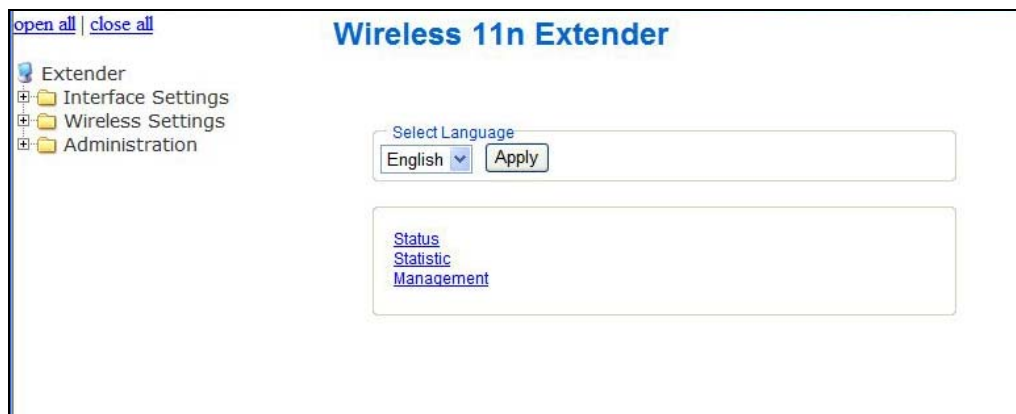 open all | close all
Wireless 11n Extender
Extender
Interface Settings
Wireless Settings
Administration
Select Language
English Apply
Status
Statistic
Management